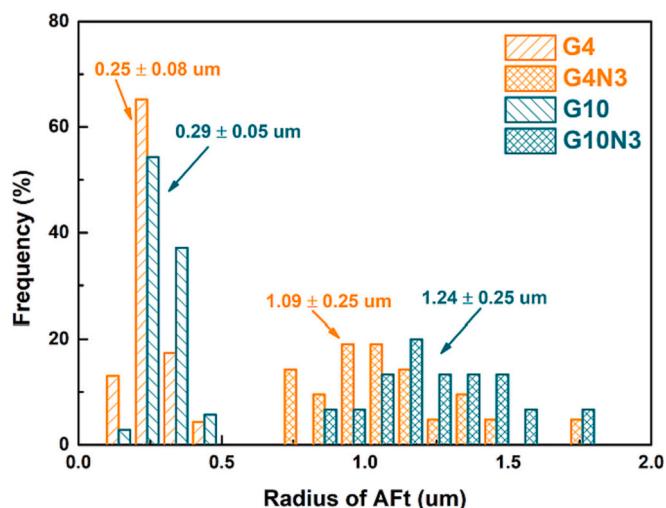 80
60
40
20
0
Frequency (%)
0.25 ± 0.08 um
0.29 ± 0.05 um
1.09 ± 0.25 um
1.24 ± 0.25 um
G4
G4N3
G10
G10N3
0.0
0.5
1.0
1.5
2.0
Radius of AFt (um)